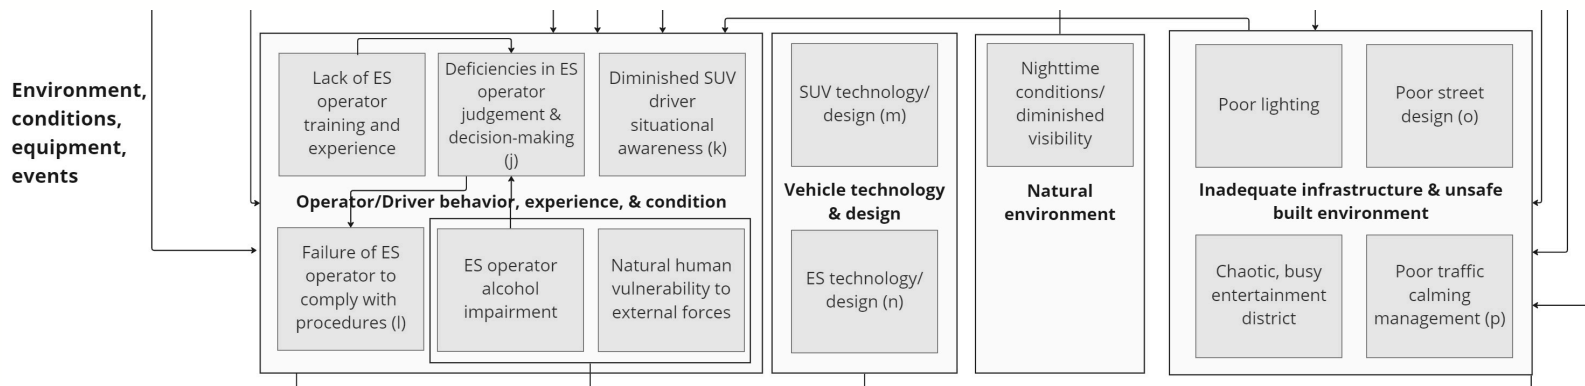 Environment,
conditions,
equipment,
events
Lack of ES
operator
training and
experience
Deficiencies in ES
operator
judgement &
decision-making
(j)
Diminished SUV
driver
situational
awareness (k)
Operator/Driver behavior, experience, & condition
Failure of ES
operator to
comply with
procedures (l)
ES operator
alcohol
impairment
Natural human
vulnerability to
external forces
SUV technology/
design (m)
Vehicle technology
& design
ES technology/
design (n)
Nighttime
conditions/
diminished
visibility
Natural
environment
Poor lighting
Poor street
design (o)
Inadequate infrastructure & unsafe
built environment
Chaotic, busy
entertainment
district
Poor traffic
calming
management (p)